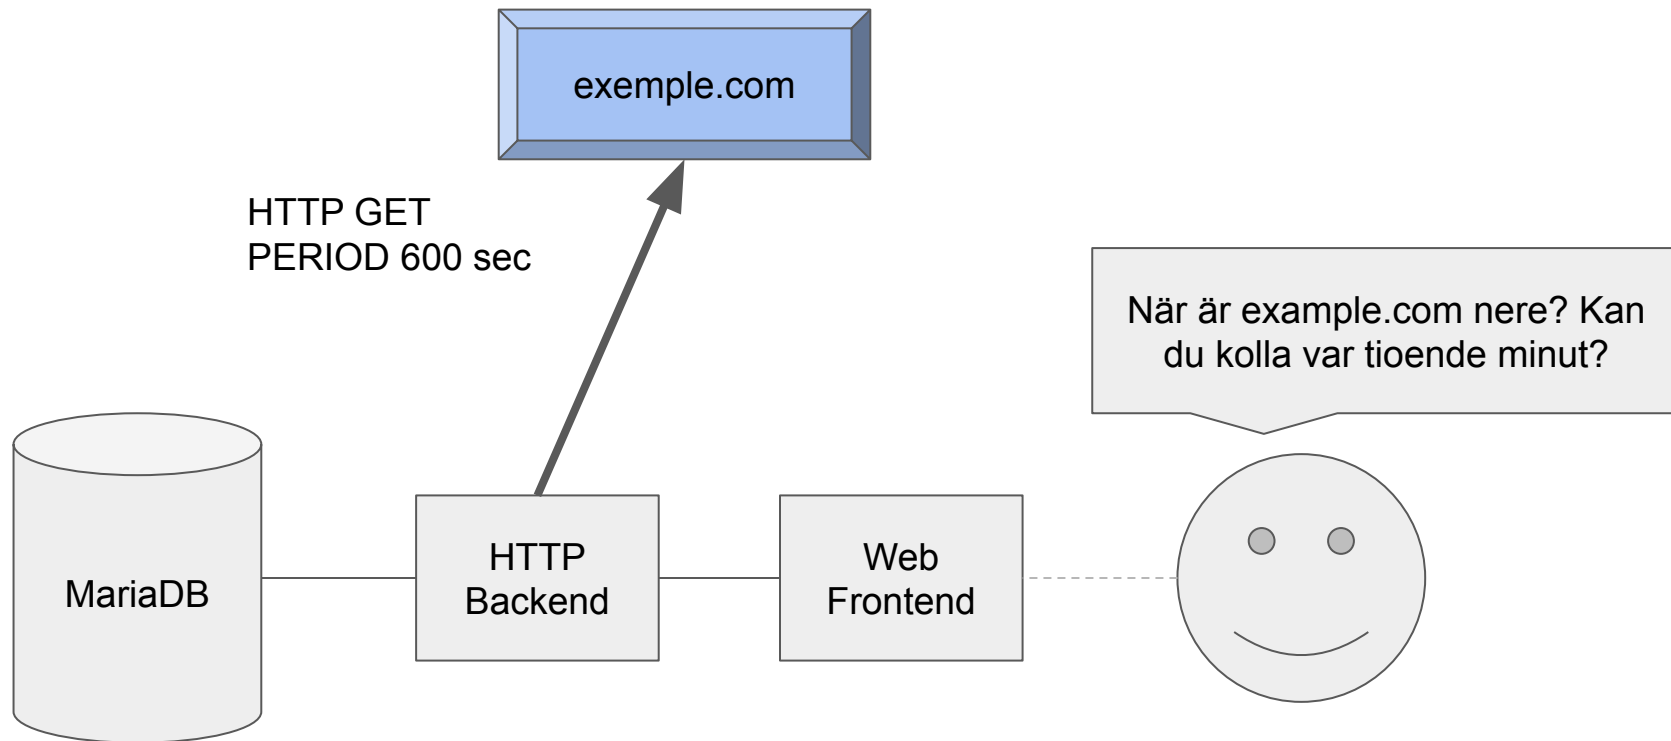 exemple.com
HTTP GET
PERIOD 600 sec
När är example.com nere? Kan
du kolla var tioende minut?
MariaDB
HTTP
Backend
Web
Frontend